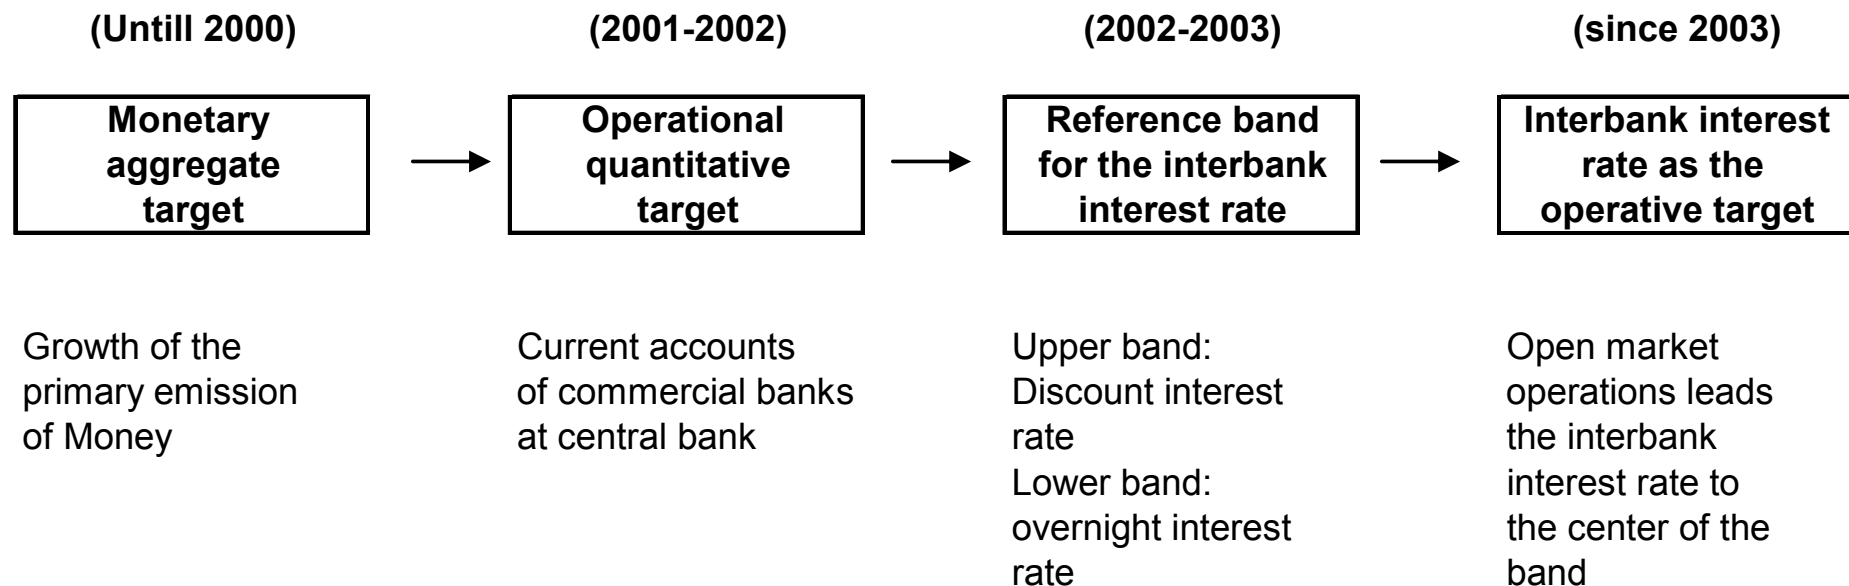 (Untill 2000)
Monetary
aggregate
target
Growth of the
primary emission
of Money
(2001-2002)
Operational
quantitative
target
Current accounts
of commercial banks
at central bank
(2002-2003)
Reference band
for the interbank
interest rate
Upper band:
Discount interest
rate
Lower band:
overnight interest
rate
(since 2003)
Interbank interest
rate as the
operative target
Open market
operations leads
the interbank
interest rate to
the center of the
band